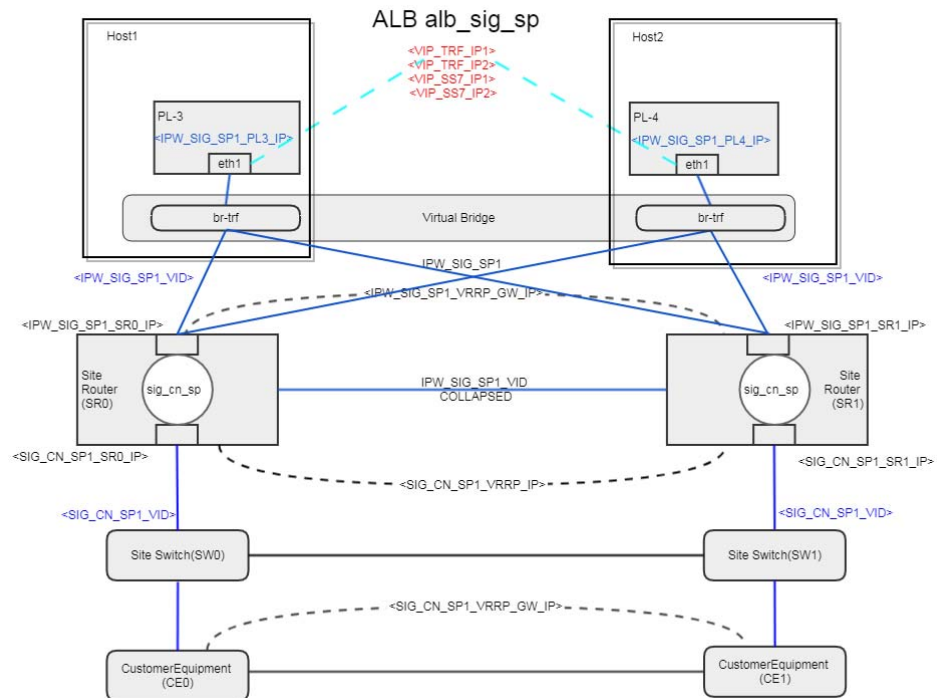 ALB alb_sig_sp
Host1
Host2
<VIP_TRF_IP1>
<VIP_TRF_IP2>
<VIP_SS7_IP1>
<VIP_SS7_IP2>
PL-3
<IPW_SIG_SP1_PL3_IP>
eth1
PL-4
<IPW_SIG_SP1_PL4_IP>
eth1
br-trf
Virtual Bridge
br-trf
<IPW_SIG_SP1_VID>
IPW_SIG_SP1
<IPW_SIG_SP1_VID>
<IPW_SIG_SP1_VRRP_GW_IP>
<IPW_SIG_SP1_SR0_IP>
<IPW_SIG_SP1_SR1_IP>
Site
Router
(SR0)
sig_cn_sp
IPW_SIG_SP1_VID
COLLAPSED
sig_cn_sp
Site
Router
(SR1)
<SIG_CN_SP1_SR0_IP>
<SIG_CN_SP1_SR1_IP>
<SIG_CN_SP1_VRRP_IP>
<SIG_CN_SP1_VID>
<SIG_CN_SP1_VID>
Site Switch(SW0)
Site Switch(SW1)
<SIG_CN_SP1_VRRP_GW_IP>
CustomerEquipment
(CE0)
CustomerEquipment
(CE1)